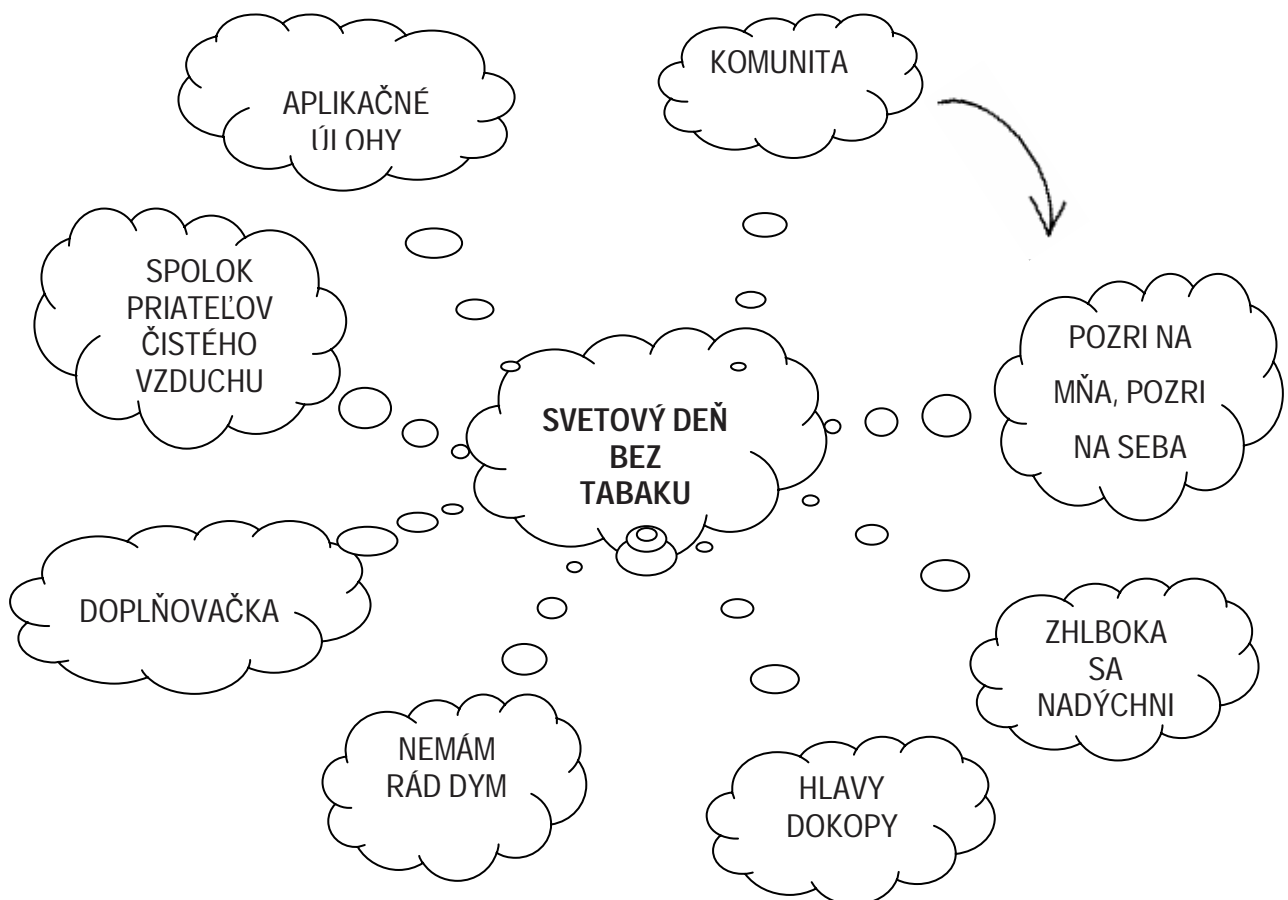 KOMUNITA
APLIKAČNÉ
ÚLOHY
SPOLOK
PRIATEĽOV
ČISTÉHO
VZDUCHU
POZRI NA
MŇA, POZRI
NA SEBA
SVETOVÝ DEŇ
BEZ
TABAKU
DOPLŇOVAČKA
ZHLBOKA
SA
NADÝCHNI
NEMÁM
RÁD DYM
HLAVY
DOKOPY